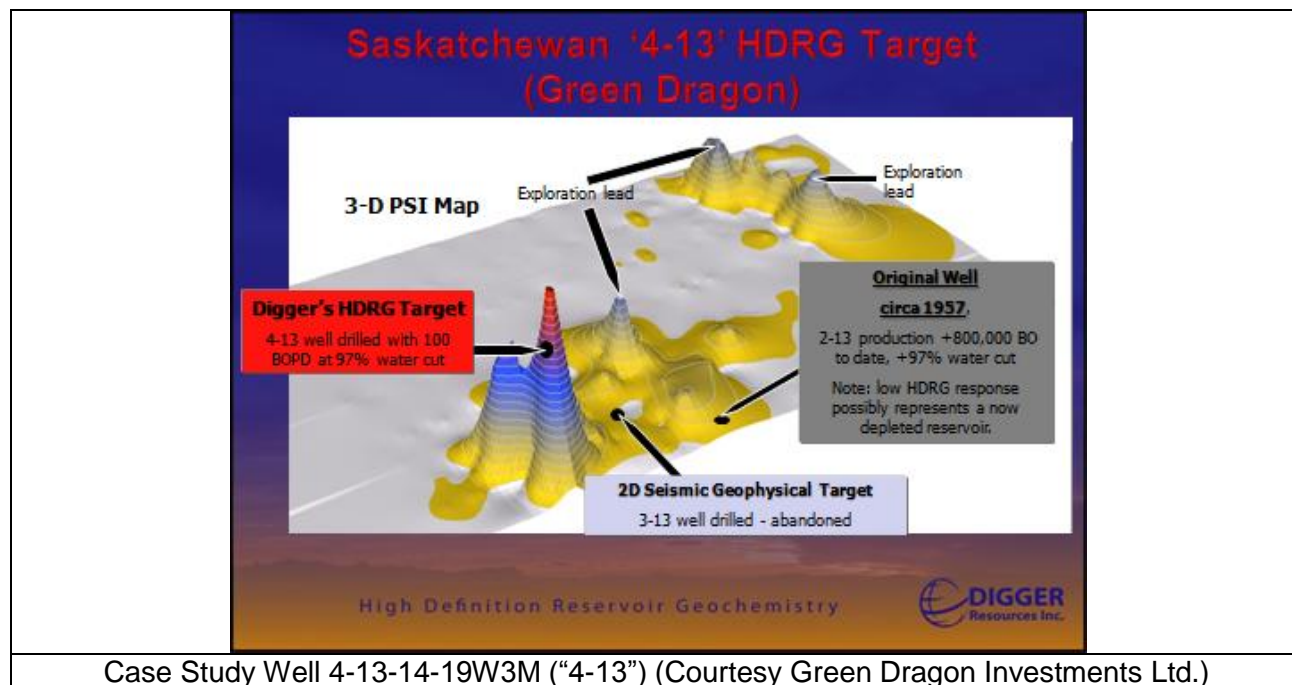 Saskatchewan ‘4-13’ HDRG Target
(Green Dragon)
3-D PSI Map
Exploration lead
Exploration
lead
Digger's HDRG Target
4-13 well drilled with 100
BOPD at 97% water cut
Original Well
circa 1957.
2-13 production +800,000 BO
to date, +97% water cut
Note: low HDRG response
possibly represents a now
depleted reservoir.
2D Seismic Geophysical Target
3-13 well drilled - abandoned
High Definition Reservoir Geochemistry
DIGGER
Resources Inc.
Case Study Well 4-13-14-19W3M (“4-13”) (Courtesy Green Dragon Investments Ltd.)